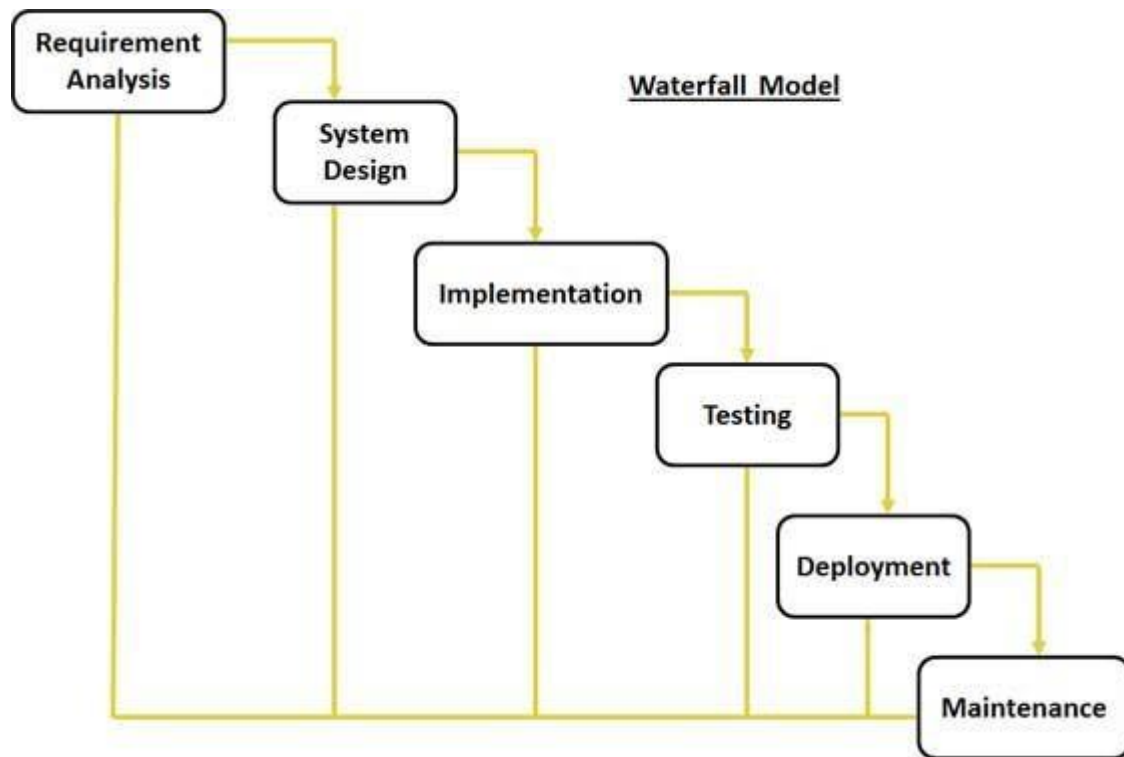 Requirement
Analysis
Waterfall Model
System
Design
Implementation
Testing
Deployment
Maintenance